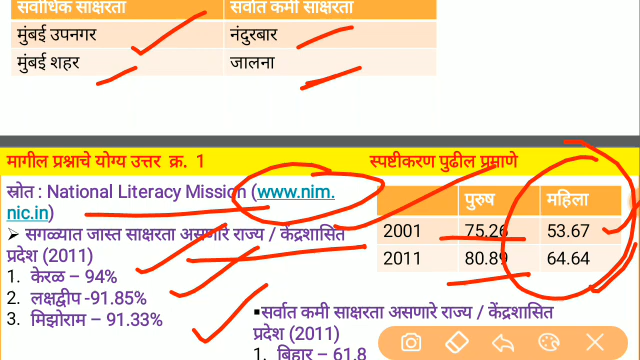 सर्वाधिक साक्षरता सर्वात कमी साक्षरता
मुंबई उपनगर नंदुरबार
मुंबई शहर जालना
मागील प्रश्नाचे योग्य उत्तर क्र. 1 स्पष्टीकरण पुढील प्रमाणे
स्रोत : National Literacy Mission (www.nim.
nic.in)
➢ सगळ्यात जास्त साक्षरता असणारे राज्य / केंद्रशासित
प्रदेश (2011)
1. केरळ – 94%
2. लक्षद्वीप -91.85%
3. मिझोराम – 91.33%
पुरुष महिला
2001 75.26 53.67
2011 80.89 64.64
▪सर्वात कमी साक्षरता असणारे राज्य / केंद्रशासित
प्रदेश (2011)
1. बिहार – 61.8